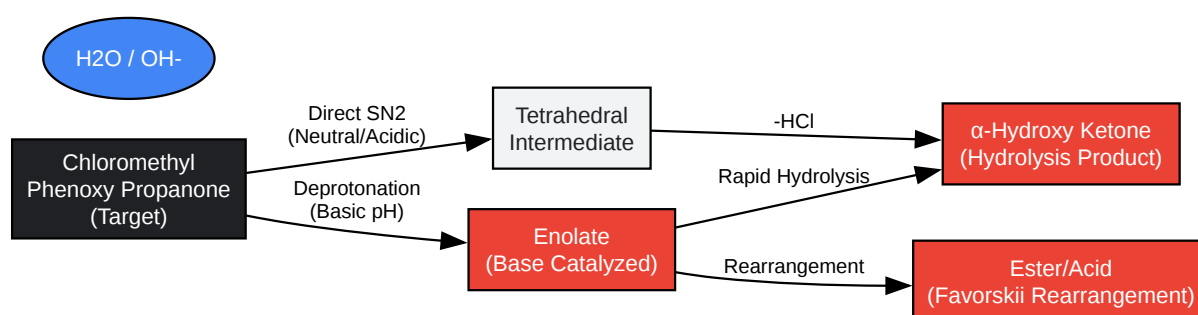 H2O / OH-
Chloromethyl
Phenoxy Propanone
(Target)
Direct SN2
(Neutral/Acidic)
Deprotonation
(Basic pH)
Tetrahedral
Intermediate
Enolate
(Base Catalyzed)
-HCl
Rapid Hydrolysis
Rearrangement
α-Hydroxy Ketone
(Hydrolysis Product)
Ester/Acid
(Favorskii Rearrangement)